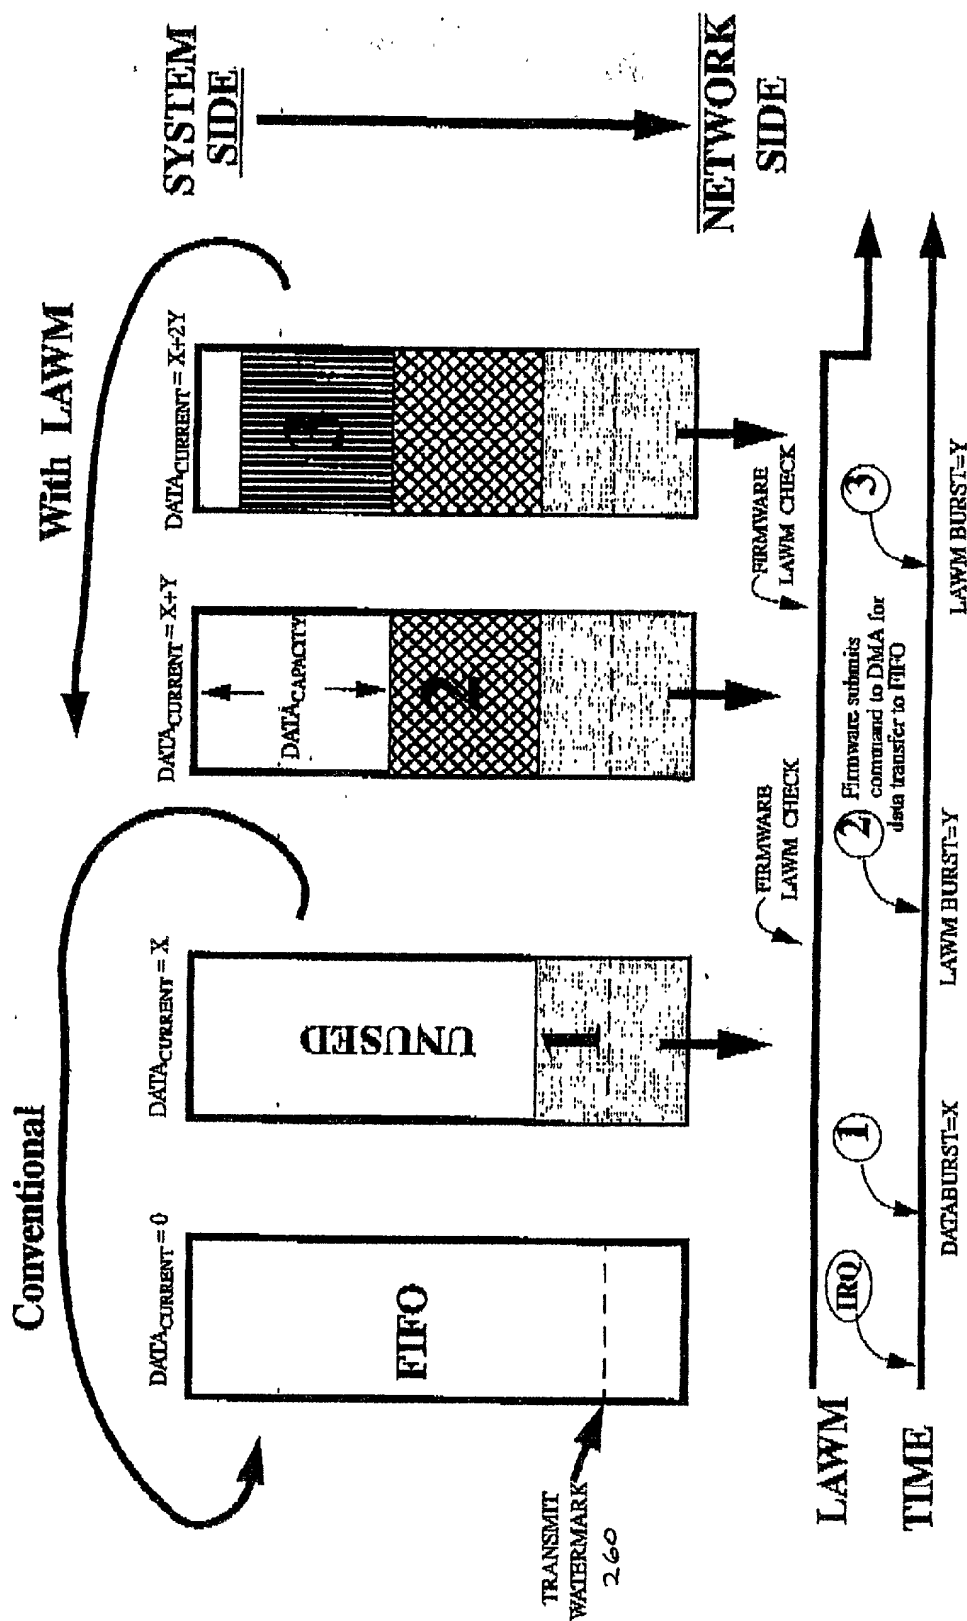 Conventional
With LAWM
SYSTEM
SIDE
DATACURRENT = 0
DATACURRENT = X
DATACURRENT = X+Y
DATACURRENT = X+2Y
FIFO
UNUSED
1
DATACAPACITY
2
NETWORK
SIDE
TRANSMIT
WATERMARK
260
FIRMWARE
LAWM CHECK
FIRMWARE
LAWM CHECK
LAWM
IRQ
1
2
Firmware submits
command to DMA for
data transfer to FIFO
3
TIME
DATABURST=X
LAWM BURST=Y
LAWM BURST=Y